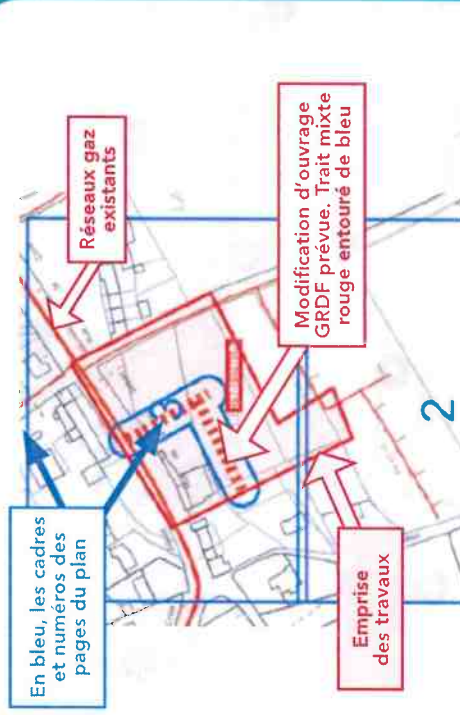 En bleu, les cadres
et numéros des
pages du plan
Réseaux gaz
existants
Modification d'ouvrage
GRDF prévue. Trait mixte
rouge entouré de bleu
Emprise
des travaux
2